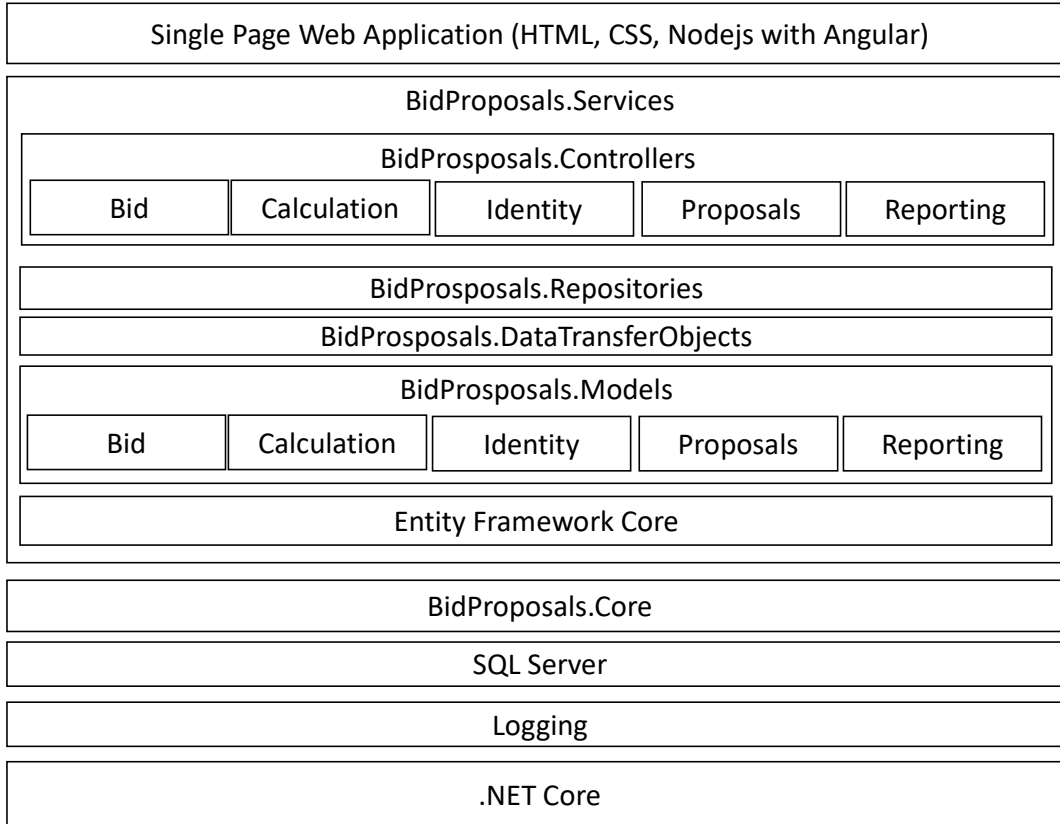 Single Page Web Application (HTML, CSS, Nodejs with Angular)
BidProposals.Services
BidProsposals.Controllers
Bid Calculation Identity Proposals Reporting
BidProsposals.Repositories
BidProsposals.DataTransferObjects
BidProsposals.Models
Bid Calculation Identity Proposals Reporting
Entity Framework Core
BidProposals.Core
SQL Server
Logging
.NET Core